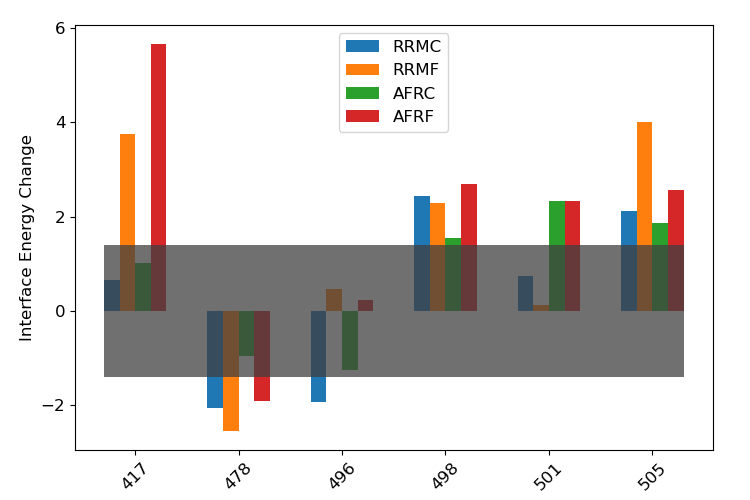 6
4
2
0
−2
Interface Energy Change
RRMC
RRMF
AFRC
AFRF
417
478
496
498
501
505